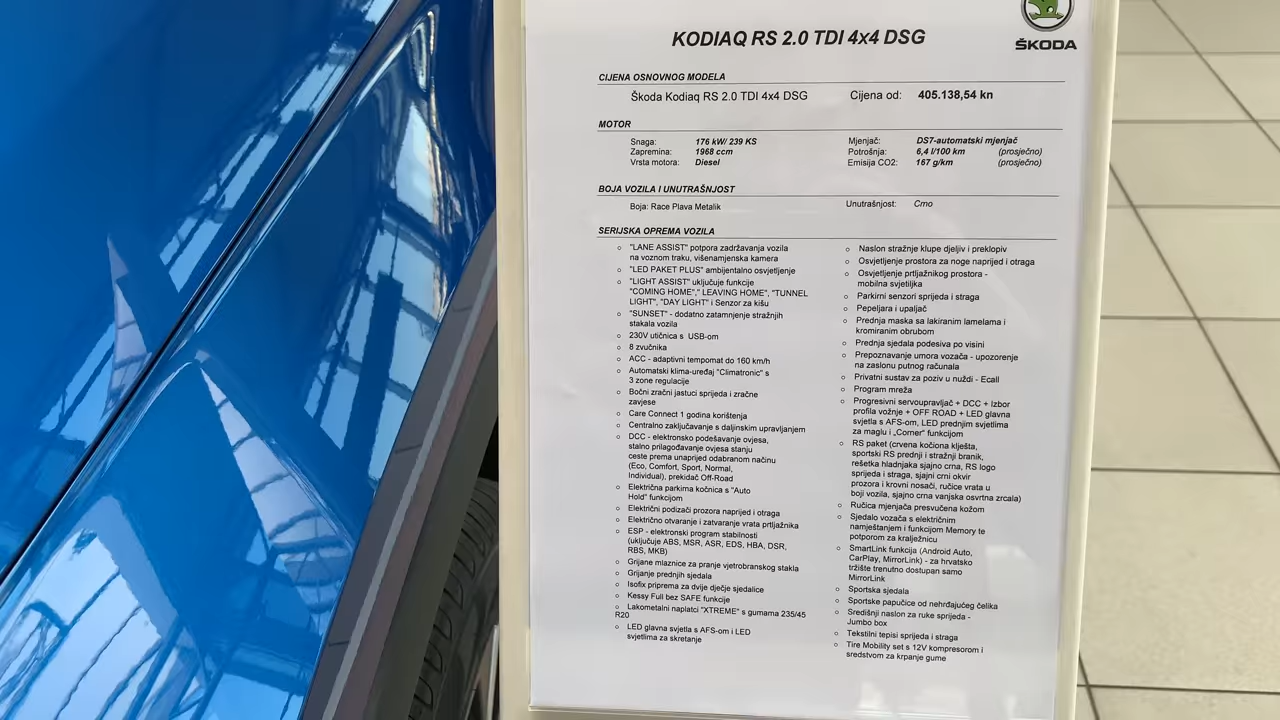 ŠKODA
KODIAQ RS 2.0 TDI 4x4 DSG
CIJENA OSNOVNOG MODELA
Škoda Kodiaq RS 2.0 TDI 4x4 DSG Cijena od: 405.138,54 kn
MOTOR
Snaga: 176 kW/ 239 KS
Zapremina: 1968 ccm
Vrsta motora: Diesel
Mjenjač: DS7-automatski mjenjač
Potrošnja: 6,4 l/100 km (prosječno)
Emisija CO2: 167 g/km (prosječno)
BOJA VOZILA I UNUTRAŠNJOST
Boja: Race Plava Metalik Unutrašnjost: Crno
SERIJSKA OPREMA VOZILA
"LANE ASSIST" potpora zadržavanja vozila
na voznom traku, višenamjenska kamera
"LED PAKET PLUS" ambijentalno osvjetljenje
"LIGHT ASSIST" uključuje funkcije
"COMING HOME"," LEAVING HOME", "TUNNEL
LIGHT", "DAY LIGHT" i Senzor za kišu
"SUNSET" - dodatno zatamnjenje stražnjih
stakala vozila
230V utičnica s USB-om
8 zvučnika
ACC - adaptivni tempomat do 160 km/h
Automatski klima-uređaj "Climatronic" s
3 zone regulacije
Bočni zračni jastuci sprijeda i zračne
zavjese
Care Connect 1 godina korištenja
Centralno zaključavanje s daljinskim upravljanjem
DCC - elektronsko podešavanje ovjesa,
stalno prilagođavanje ovjesa stanju
ceste prema unaprijed odabranom načinu
(Eco, Comfort, Sport, Normal,
Individual), prekidač Off-Road
Električna parkirna kočnica s "Auto
Hold" funkcijom
Električni podizači prozora naprijed i otraga
Električno otvaranje i zatvaranje vrata prtljažnika
ESP - elektronski program stabilnosti
(uključuje ABS, MSR, ASR, EDS, HBA, DSR,
RBS, MKB)
Grijane mlaznice za pranje vjetrobranskog stakla
Grijanje prednjih sjedala
Isofix priprema za dvije dječje sjedalice
Kessy Full bez SAFE funkcije
Lakometalni naplatci "XTREME" s gumama 235/45
R20
LED glavna svjetla s AFS-om i LED
svjetlima za skretanje
Naslon stražnje klupe djeljiv i preklopiv
Osvjetljenje prostora za noge naprijed i otraga
Osvjetljenje prtljažnikog prostora -
mobilna svjetiljka
Parkirni senzori sprijeda i straga
Pepeljara i upaljač
Prednja maska sa lakiranim lamelama i
kromiranim obrubom
Prednja sjedala podesiva po visini
Prepoznavanje umora vozača - upozorenje
na zaslonu putnog računala
Privatni sustav za poziv u nuždi - Ecall
Program mreža
Progresivni servoupravljač + DCC + Izbor
profila vožnje + OFF ROAD + LED glavna
svjetla s AFS-om, LED prednjim svjetlima
za maglu i „Corner" funkcijom
RS paket (crvena kočiona klješta,
sportski RS prednji i stražnji branik,
rešetka hladnjaka sjajno crna, RS logo
sprijeda i straga, sjajni crni okvir
prozora i krovni nosači, ručice vrata u
boji vozila, sjajno crna vanjska osvrtna zrcala)
Ručica mjenjača presvučena kožom
Sjedalo vozača s električnim
namještanjem i funkcijom Memory te
potporom za kralježnicu
SmartLink funkcija (Android Auto,
CarPlay, MirrorLink) - za hrvatsko
tržište trenutno dostupan samo
MirrorLink
Sportska sjedala
Sportske papučice od nehrđajućeg čelika
Središnji naslon za ruke sprijeda -
Jumbo box
Tekstilni tepisi sprijeda i straga
Tire Mobility set s 12V kompresorom i
sredstvom za krpanje gume